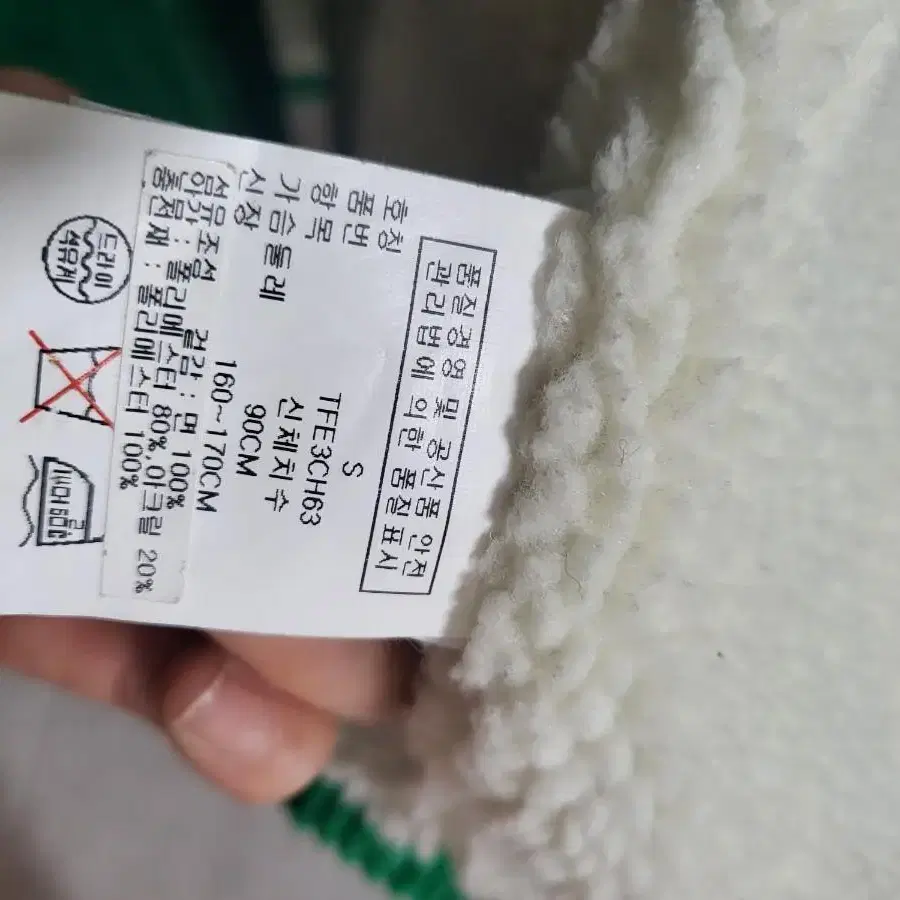 품질경영 및 공산품 안전
관리법에 의한 품질표시
호칭 S
품번 TFE3CH63
항목 신체치수
가슴둘레 90CM
신장 160~170CM
섬유조성 겉감 : 면 100%
안감 : 폴리에스터 80%,아크릴 20%
충전재 : 폴리에스터 100%
드라이
석유계